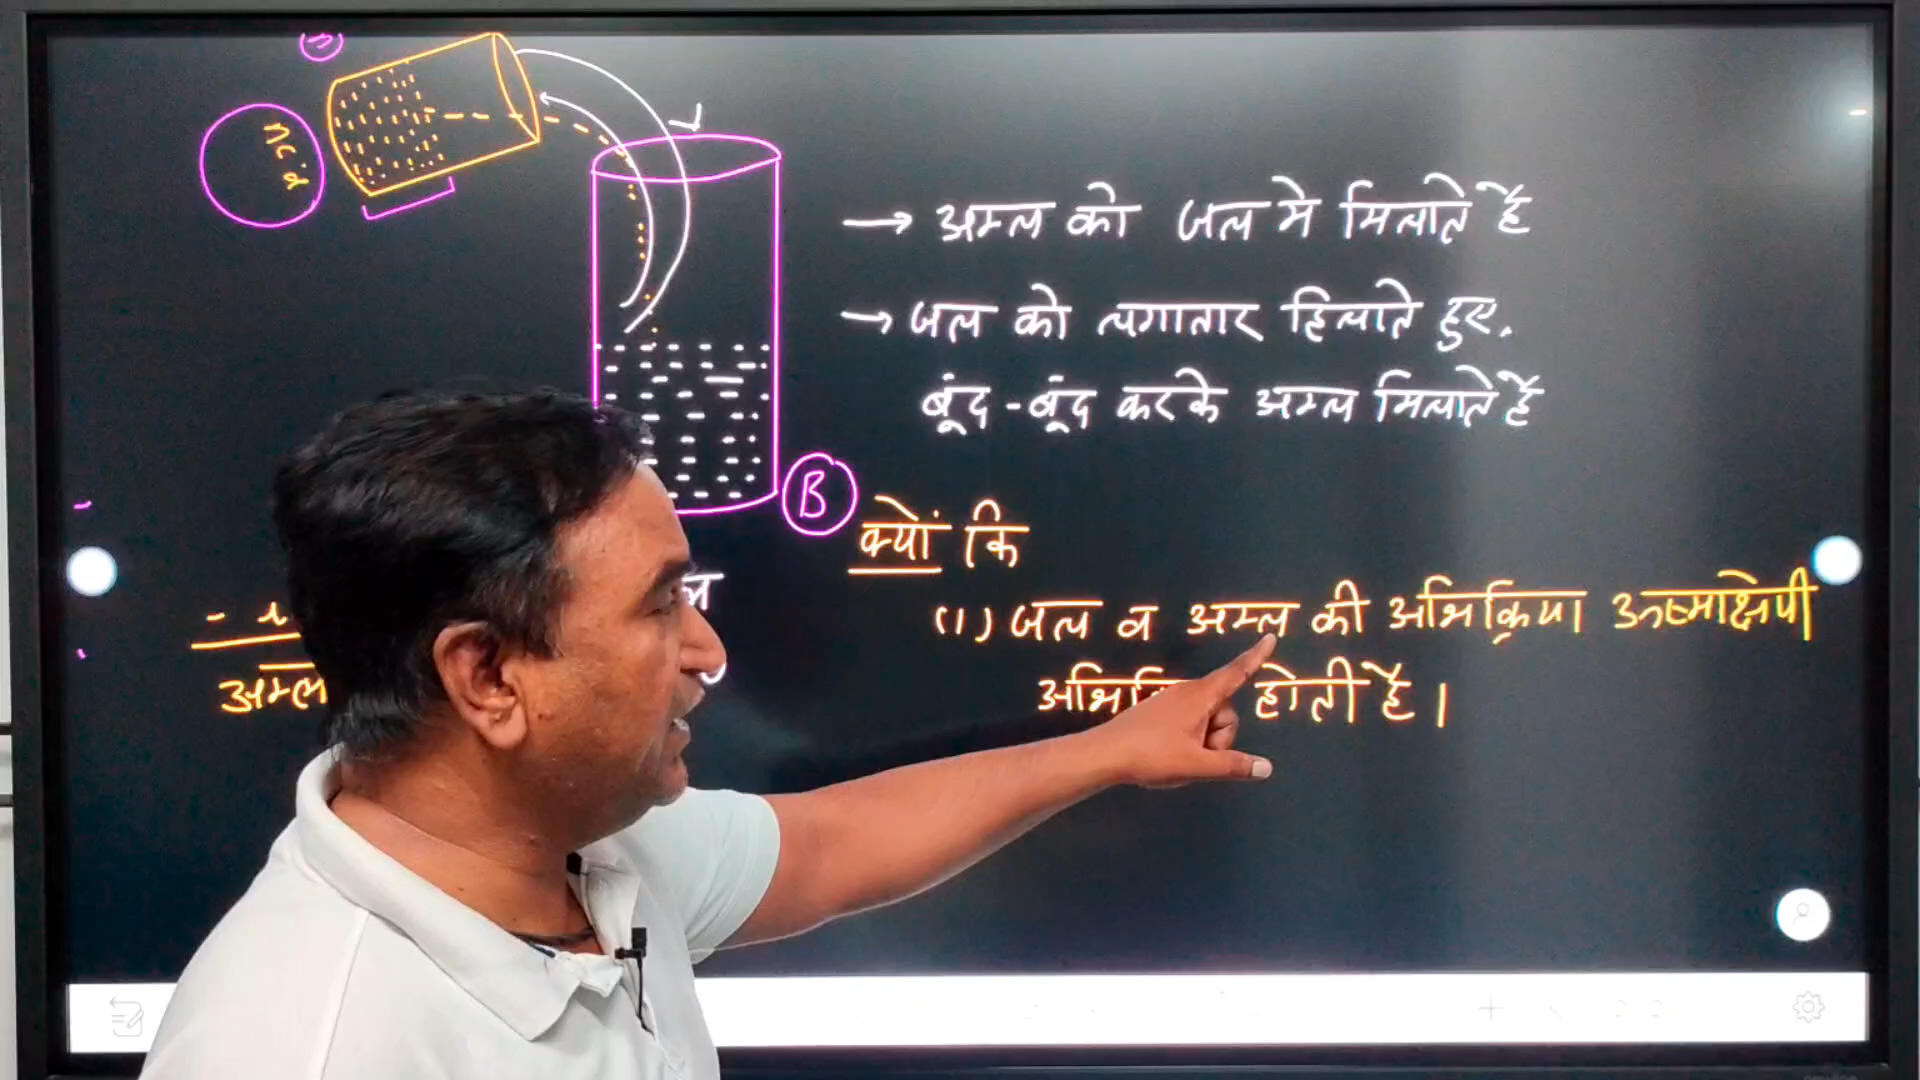 → अम्ल को जल मे मिलाते है
→ जल को लगातार हिलाते हुए.
बूंद-बूंद करके अम्ल मिलाते है
B
क्यों कि
(1) जल व अम्ल की अभिक्रिया ऊष्माक्षेपी
होती है।
अम्ल